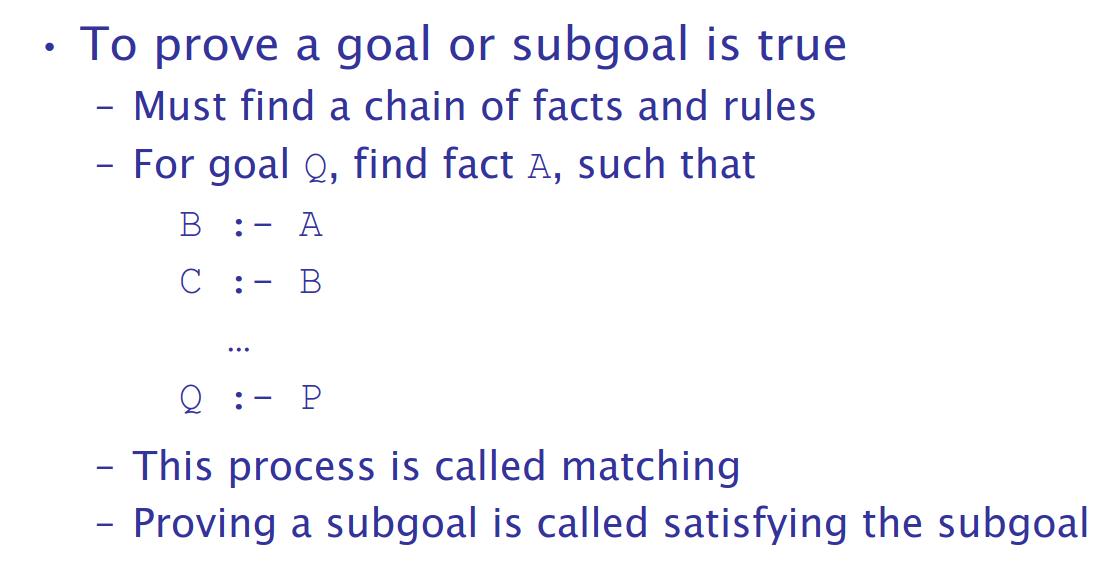 • To prove a goal or subgoal is true
– Must find a chain of facts and rules
– For goal Q, find fact A, such that
B :- A
C :- B
…
Q :- P
– This process is called matching
– Proving a subgoal is called satisfying the subgoal